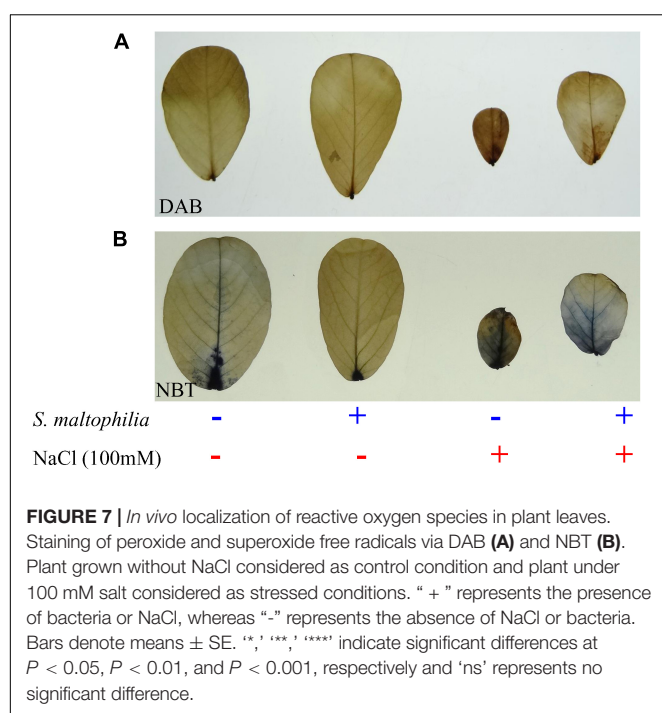 A
DAB
B
NBT
S. maltophilia - + - +
NaCl (100mM) - - + +
FIGURE 7 | In vivo localization of reactive oxygen species in plant leaves.
Staining of peroxide and superoxide free radicals via DAB (A) and NBT (B).
Plant grown without NaCl considered as control condition and plant under
100 mM salt considered as stressed conditions. “ + ” represents the presence
of bacteria or NaCl, whereas “-” represents the absence of NaCl or bacteria.
Bars denote means ± SE. ‘*,’ ‘**,’ ‘***’ indicate significant differences at
P < 0.05, P < 0.01, and P < 0.001, respectively and ‘ns’ represents no
significant difference.